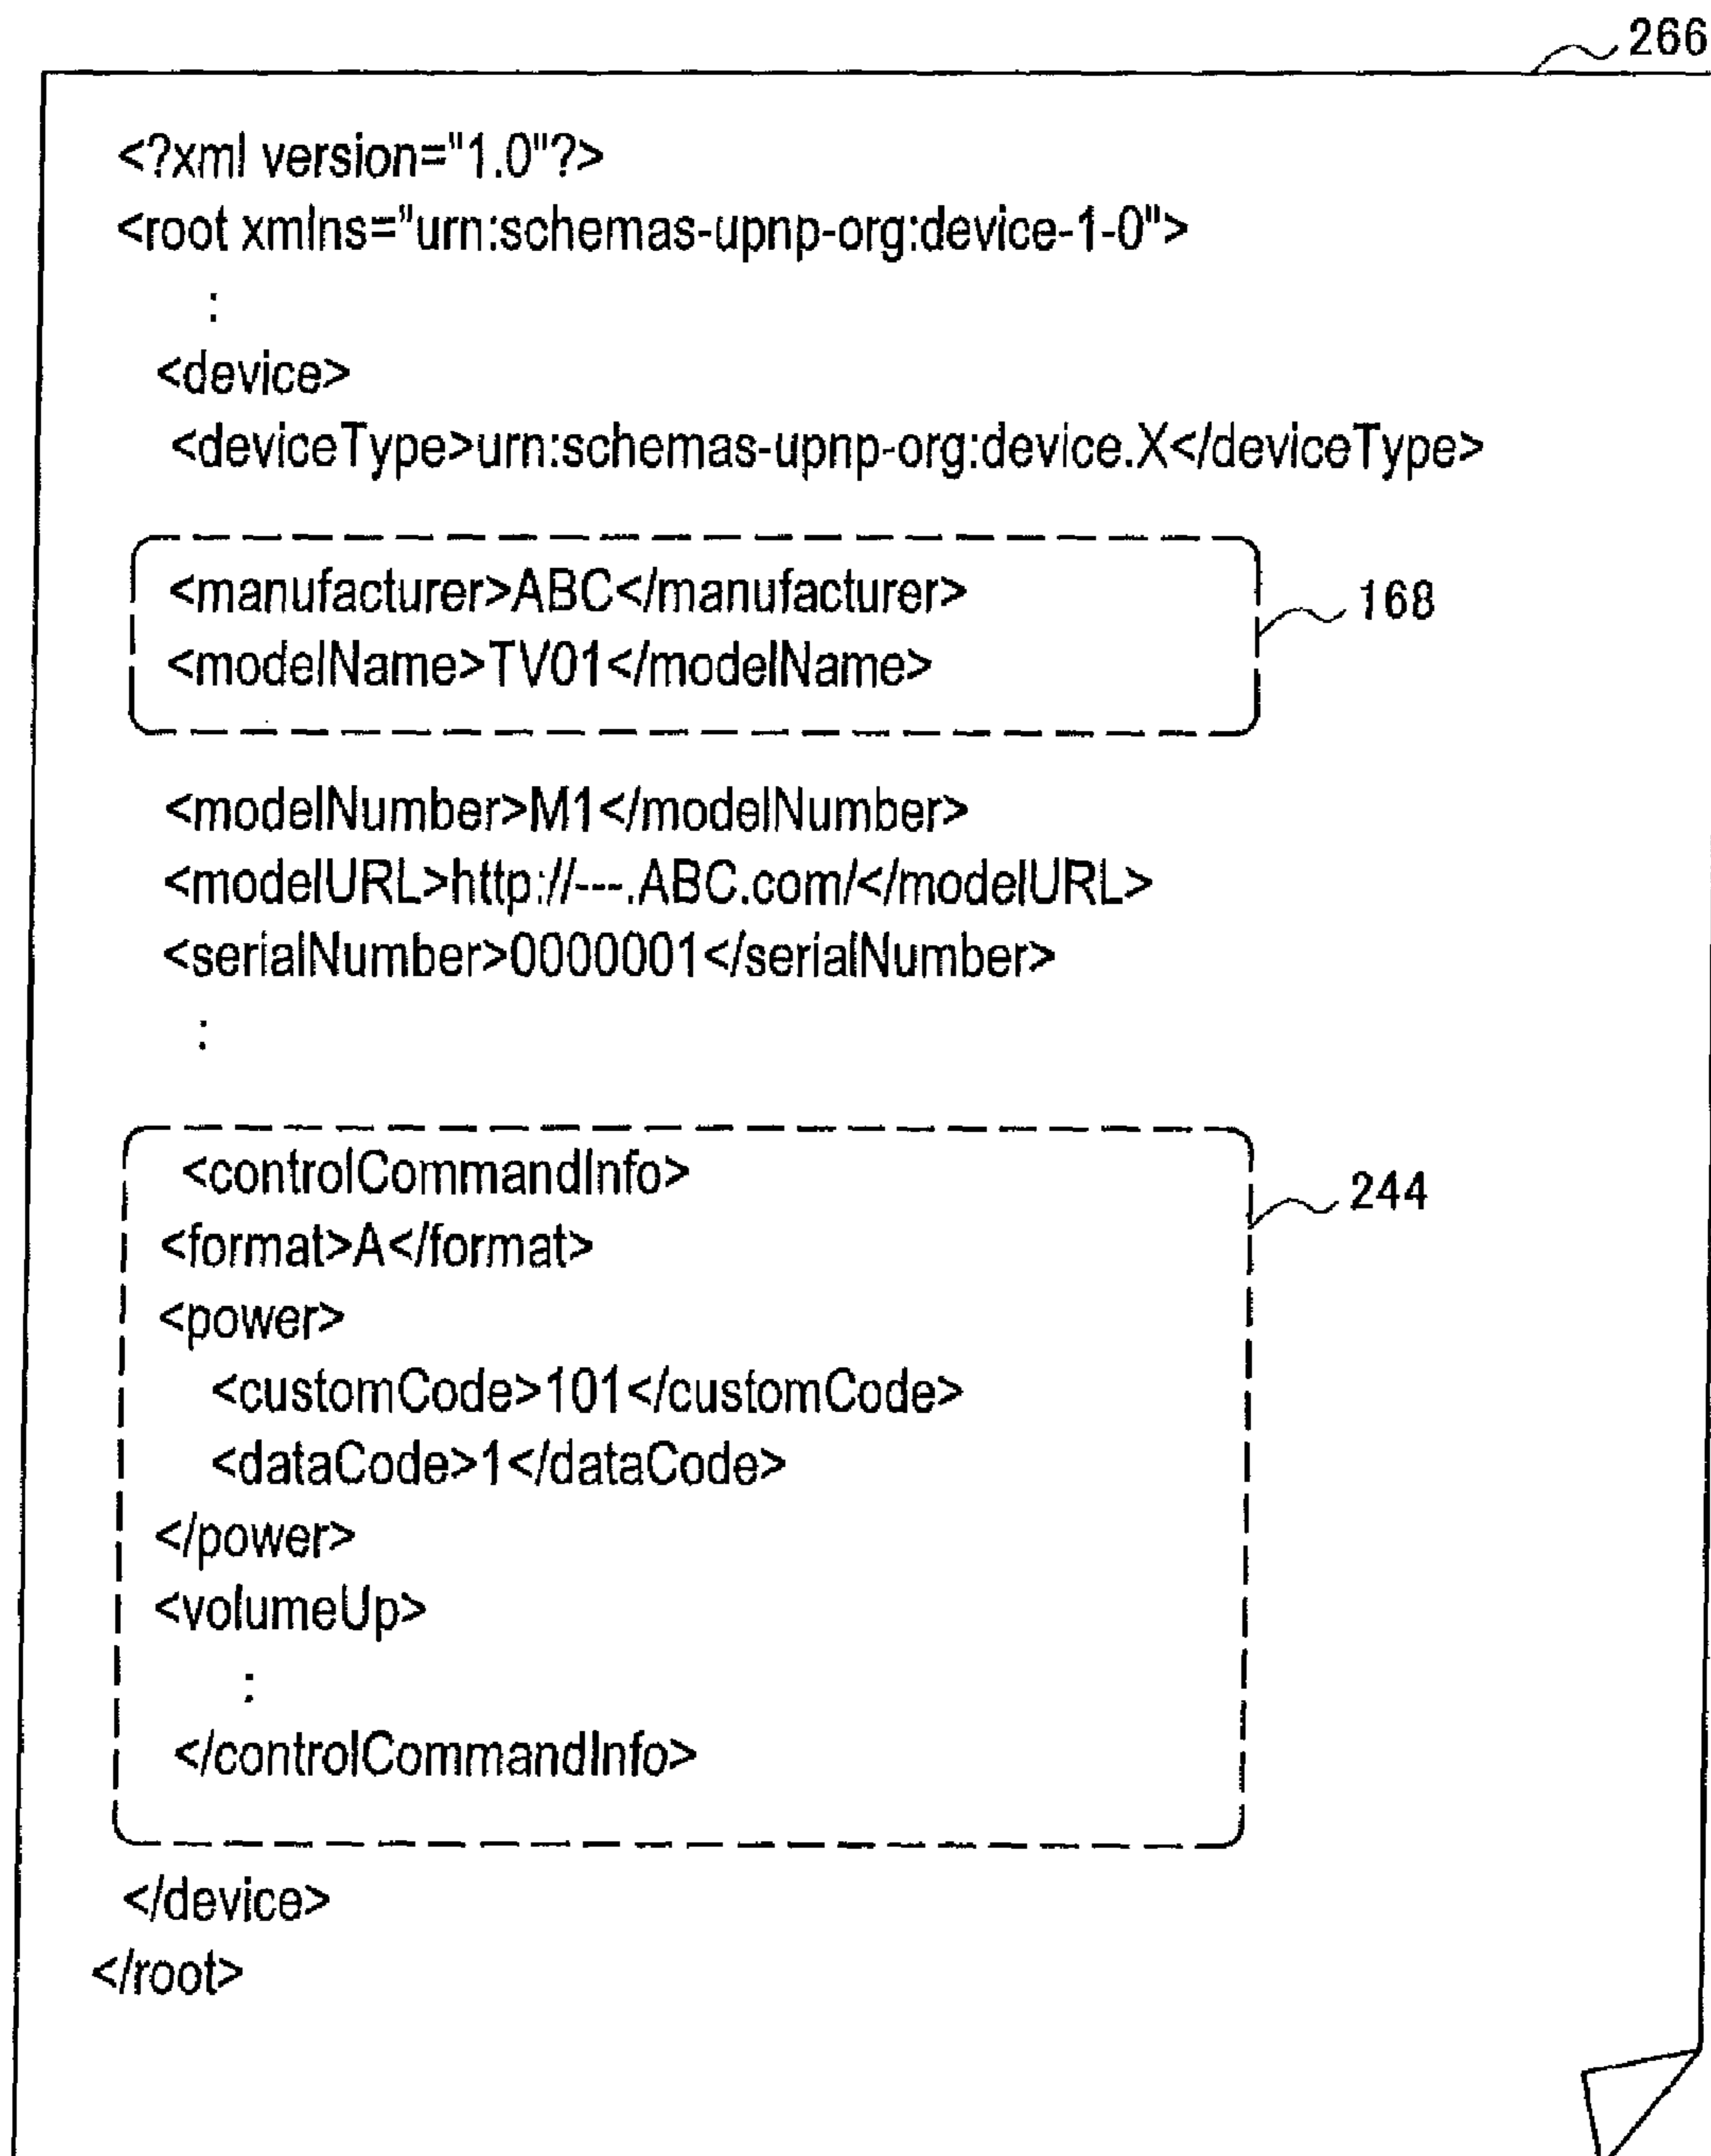 266
<?xml version="1.0"?>
<root xmlns="urn:schemas-upnp-org:device-1-0">
:
<device>
<deviceType>urn:schemas-upnp-org:device.X</deviceType>
<manufacturer>ABC</manufacturer>
168
<modelName>TV01</modelName>
<modelNumber>M1</modelNumber>
<modelURL>http://---.ABC.com/</modelURL>
<serialNumber>0000001</serialNumber>
:
<controlCommandInfo>
244
<format>A</format>
<power>
<customCode>101</customCode>
<dataCode>1</dataCode>
</power>
<volumeUp>
:
</controlCommandInfo>
</device>
</root>